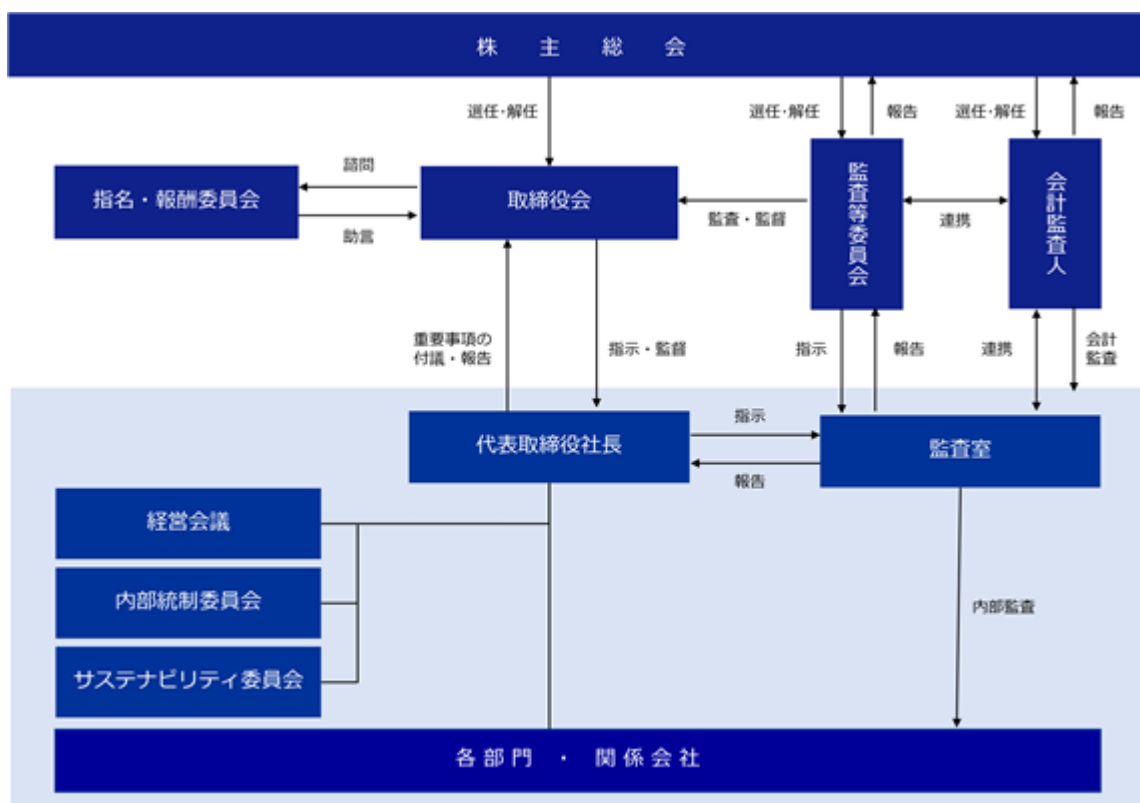 株主総会
選任・解任
選任・解任
報告
選任・解任
報告
指名・報酬委員会
諮問
助言
取締役会
監査・監督
監査等委員会
連携
会計監査人
重要事項の
付議・報告
指示・監督
指示
報告
連携
会計
監査
代表取締役社長
指示
報告
監査室
経営会議
内部統制委員会
サステナビリティ委員会
内部監査
各部門・関係会社